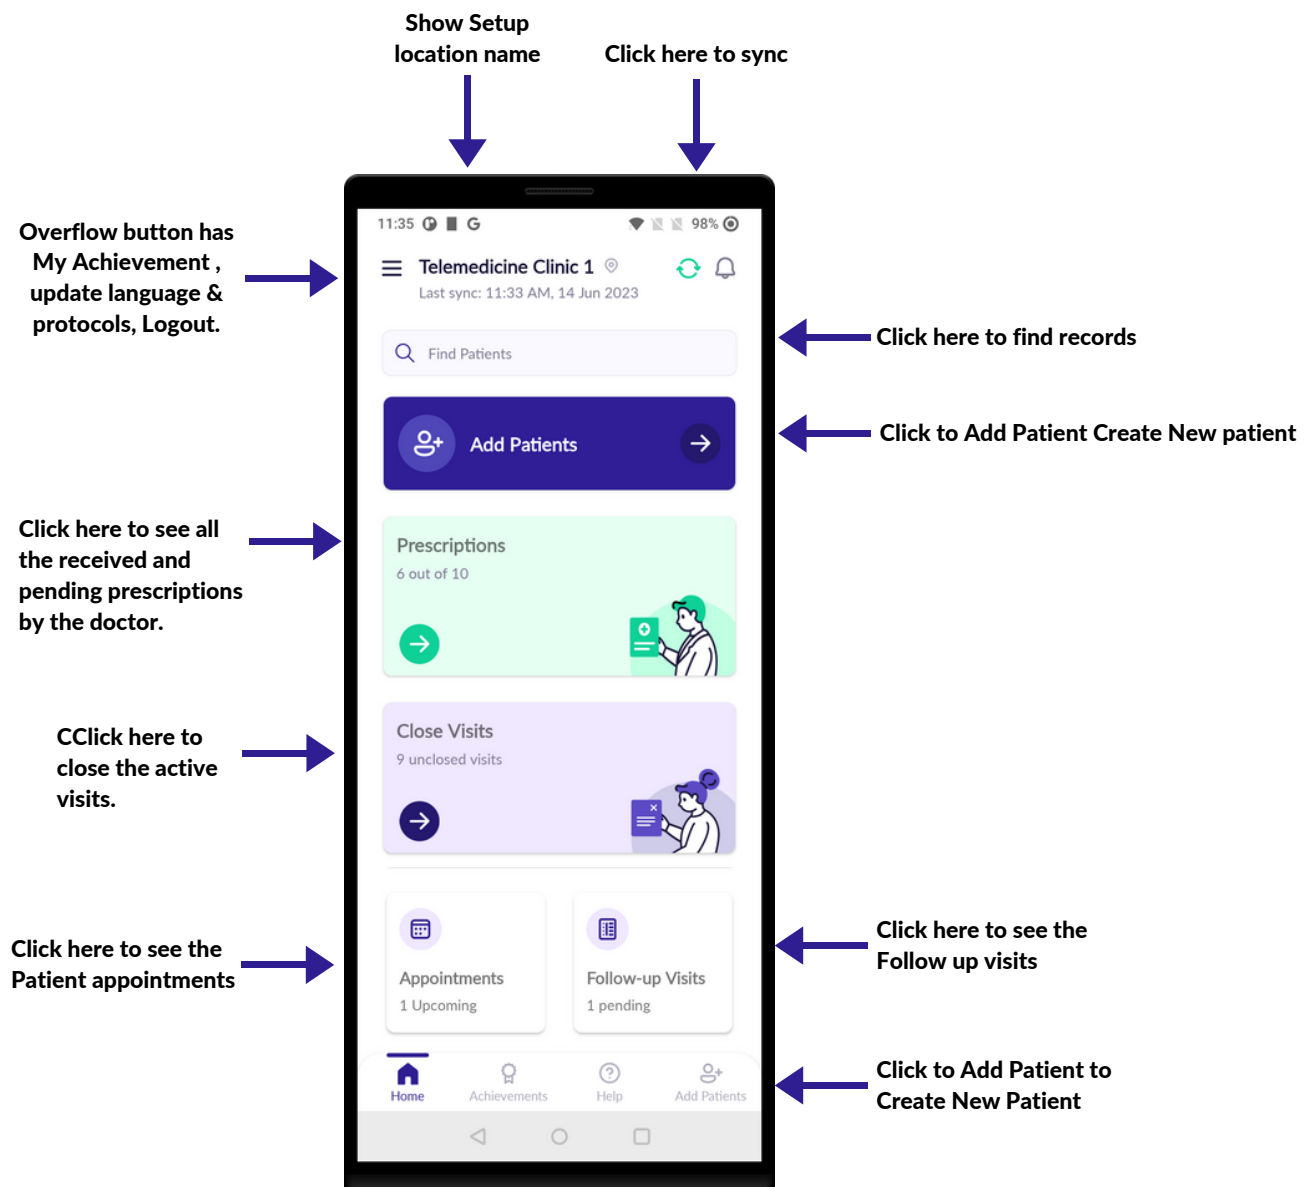 Show Setup
location name
Click here to sync
Overflow button has
My Achievement ,
update language &
protocols, Logout.
11:35
G
98%
Telemedicine Clinic 1
Last sync: 11:33 AM, 14 Jun 2023
Find Patients
Click here to find records
Add Patients
Click to Add Patient Create New patient
Click here to see all
the received and
pending prescriptions
by the doctor.
Prescriptions
6 out of 10
CClick here to
close the active
visits.
Close Visits
9 unclosed visits
Click here to see the
Patient appointments
Appointments
1 Upcoming
Follow-up Visits
1 pending
Click here to see the
Follow up visits
Home
Achievements
Help
Add Patients
Click to Add Patient to
Create New Patient